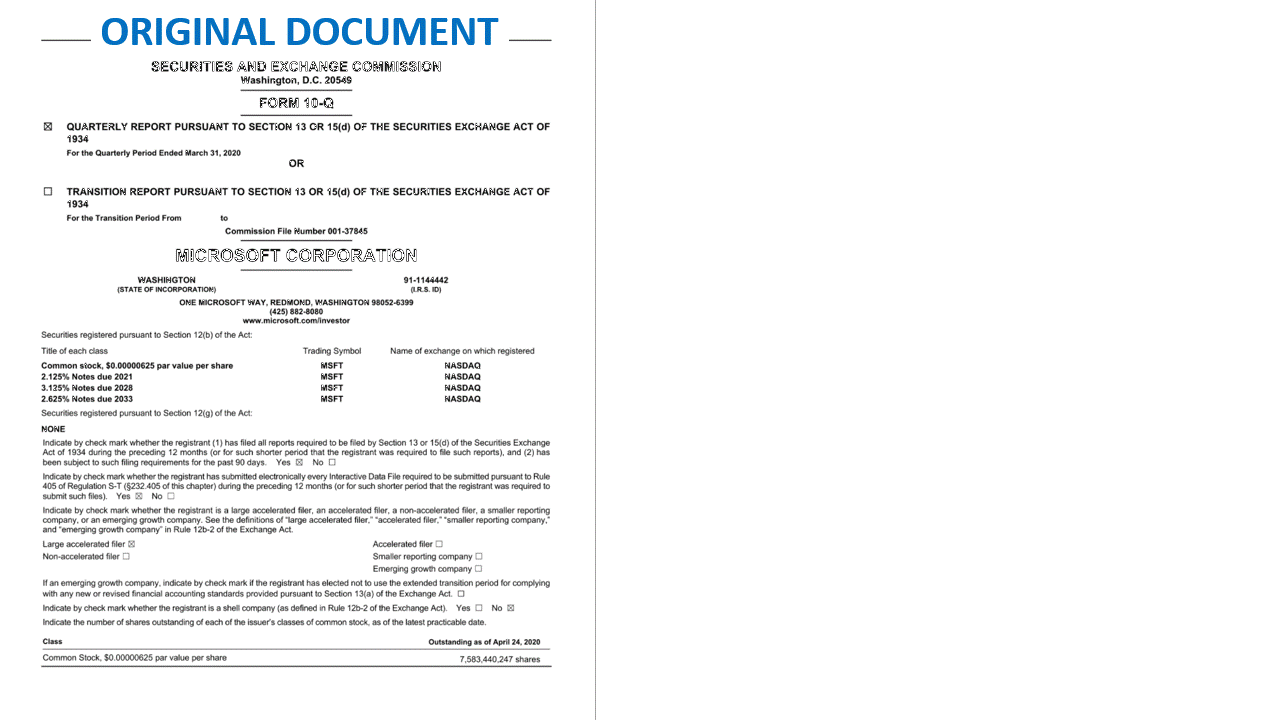 ORIGINAL DOCUMENT
SECURITIES AND EXCHANGE COMMISSION
Washington, D.C. 20549
FORM 10-Q
☒ QUARTERLY REPORT PURSUANT TO SECTION 13 OR 15(d) OF THE SECURITIES EXCHANGE ACT OF
1934
For the Quarterly Period Ended March 31, 2020
OR
☐ TRANSITION REPORT PURSUANT TO SECTION 13 OR 15(d) OF THE SECURITIES EXCHANGE ACT OF
1934
For the Transition Period From to
Commission File Number 001-37845
MICROSOFT CORPORATION
WASHINGTON 91-1144442
(STATE OF INCORPORATION) (I.R.S. ID)
ONE MICROSOFT WAY, REDMOND, WASHINGTON 98052-6399
(425) 882-8080
www.microsoft.com/investor
Securities registered pursuant to Section 12(b) of the Act:
Title of each class Trading Symbol Name of exchange on which registered
Common stock, $0.00000625 par value per share MSFT NASDAQ
2.125% Notes due 2021 MSFT NASDAQ
3.125% Notes due 2028 MSFT NASDAQ
2.625% Notes due 2033 MSFT NASDAQ
Securities registered pursuant to Section 12(g) of the Act:
NONE
Indicate by check mark whether the registrant (1) has filed all reports required to be filed by Section 13 or 15(d) of the Securities Exchange
Act of 1934 during the preceding 12 months (or for such shorter period that the registrant was required to file such reports), and (2) has
been subject to such filing requirements for the past 90 days. Yes ☒ No ☐
Indicate by check mark whether the registrant has submitted electronically every Interactive Data File required to be submitted pursuant to Rule
405 of Regulation S-T (§232.405 of this chapter) during the preceding 12 months (or for such shorter period that the registrant was required to
submit such files). Yes ☒ No ☐
Indicate by check mark whether the registrant is a large accelerated filer, an accelerated filer, a non-accelerated filer, a smaller reporting
company, or an emerging growth company. See the definitions of "large accelerated filer," "accelerated filer," "smaller reporting company,"
and "emerging growth company" in Rule 12b-2 of the Exchange Act.
Large accelerated filer ☒ Accelerated filer ☐
Non-accelerated filer ☐ Smaller reporting company ☐
Emerging growth company ☐
If an emerging growth company, indicate by check mark if the registrant has elected not to use the extended transition period for complying
with any new or revised financial accounting standards provided pursuant to Section 13(a) of the Exchange Act. ☐
Indicate by check mark whether the registrant is a shell company (as defined in Rule 12b-2 of the Exchange Act). Yes ☐ No ☒
Indicate the number of shares outstanding of each of the issuer's classes of common stock, as of the latest practicable date.
Class Outstanding as of April 24, 2020
Common Stock, $0.00000625 par value per share 7,583,440,247 shares